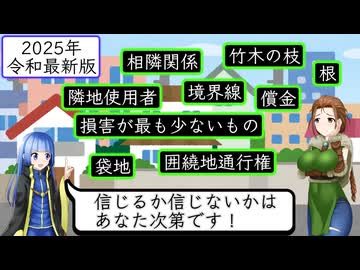 2025年
令和最新版
相隣関係
竹木の枝
根
隣地使用者
境界線
償金
損害が最も少ないもの
袋地
囲繞地通行権
信じるか信じないかは
あなた次第です！